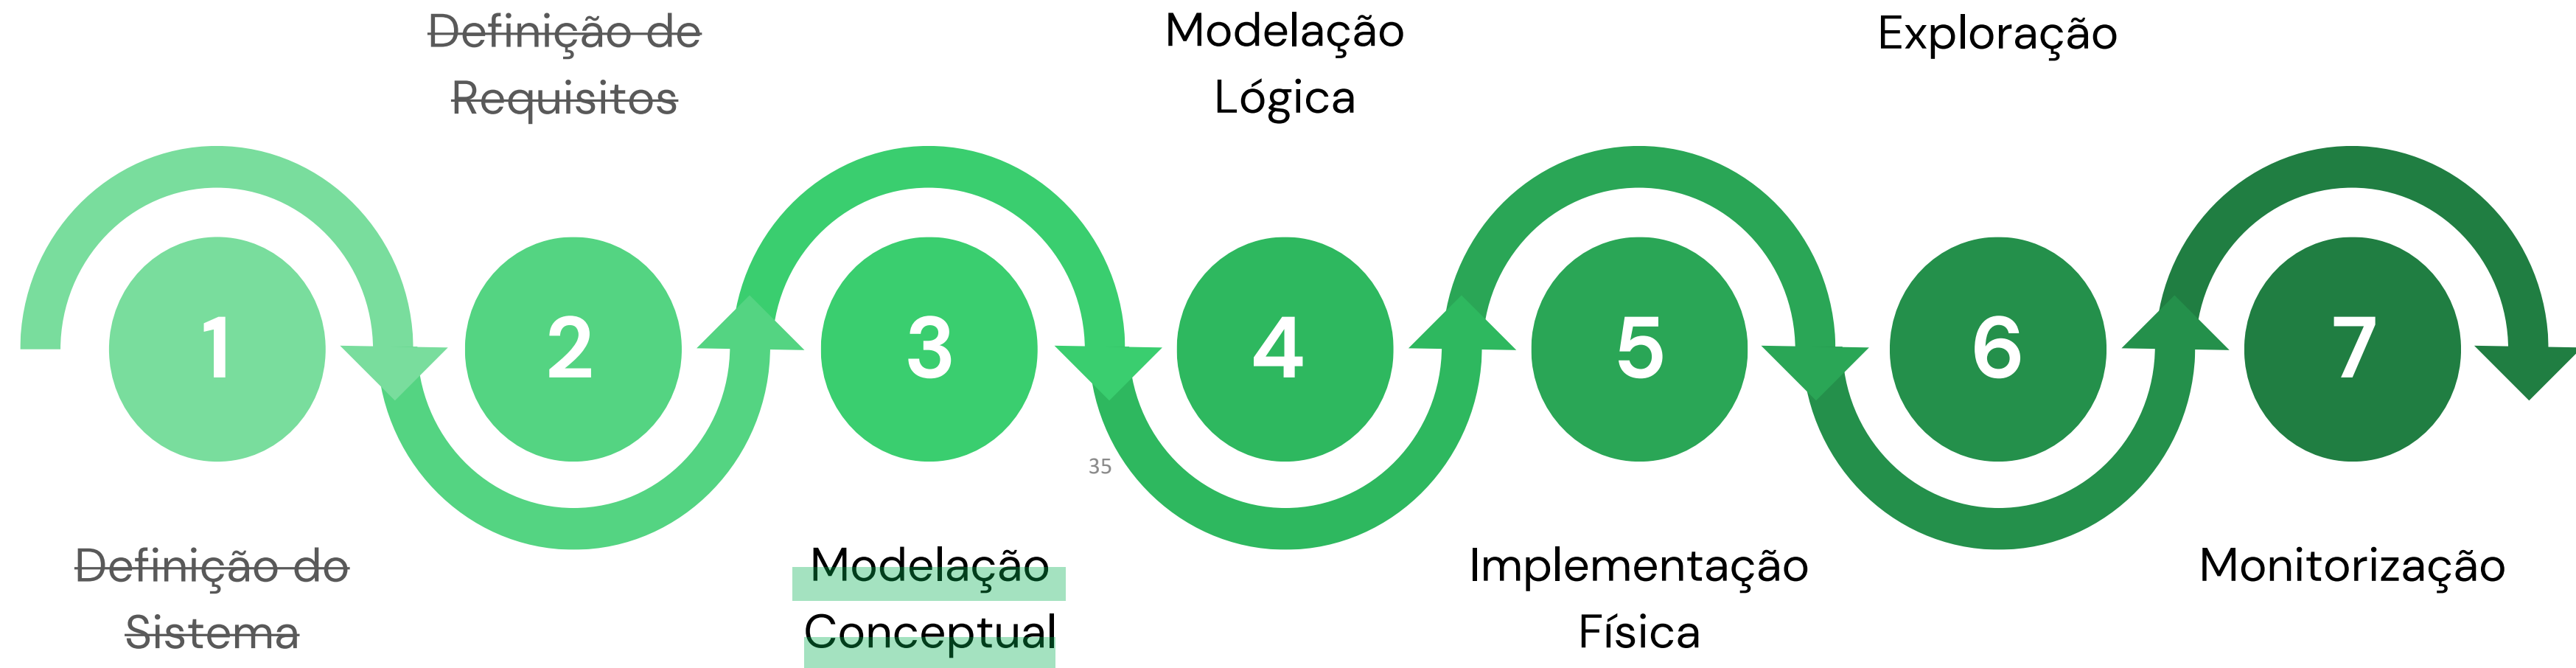 Definição de
Requisitos
Modelação
Lógica
Exploração
1
2
3
4
5
6
7
35
Definição do
Sistema
Modelação
Conceptual
Implementação
Física
Monitorização